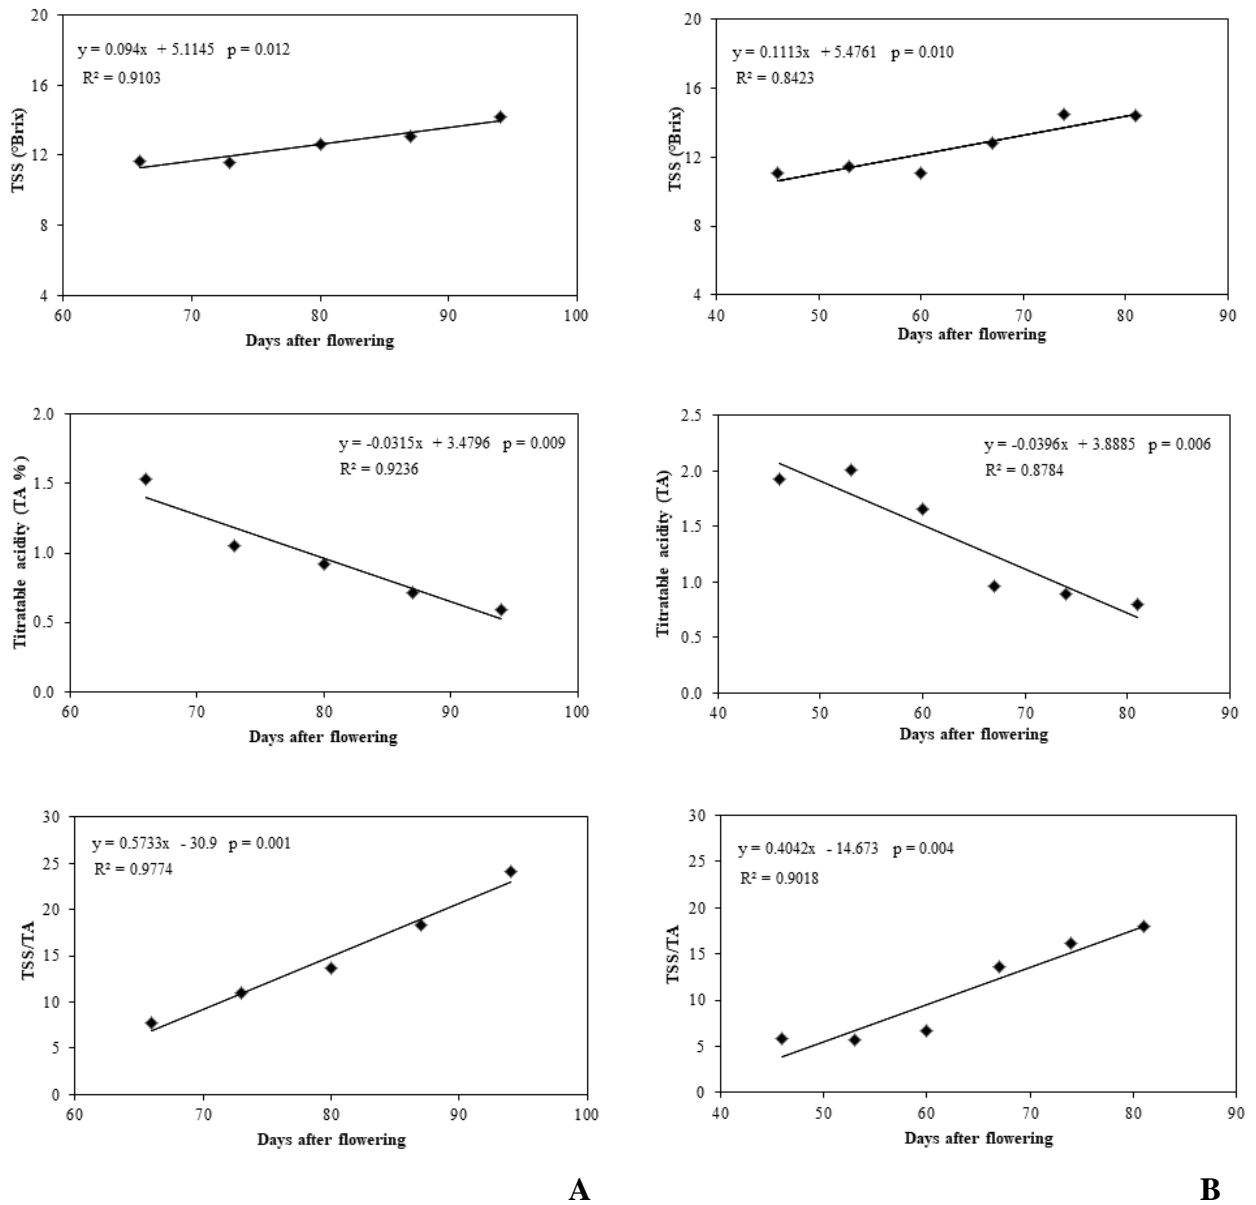 20
16
12
8
4
TSS (°Brix)
y = 0.094x + 5.1145 p = 0.012
R² = 0.9103
60 70 80 90 100
Days after flowering
20
16
12
8
4
TSS (°Brix)
y = 0.1113x + 5.4761 p = 0.010
R² = 0.8423
40 50 60 70 80 90
Days after flowering
2.0
1.5
1.0
0.5
0.0
Titratable acidity (TA %)
y = -0.0315x + 3.4796 p = 0.009
R² = 0.9236
60 70 80 90 100
Days after flowering
2.5
2.0
1.5
1.0
0.5
0.0
Titratable acidity (TA)
y = -0.0396x + 3.8885 p = 0.006
R² = 0.8784
40 50 60 70 80 90
Days after flowering
30
25
20
15
10
5
0
TSS/TA
y = 0.5733x - 30.9 p = 0.001
R² = 0.9774
60 70 80 90 100
Days after flowering
30
25
20
15
10
5
0
TSS/TA
y = 0.4042x - 14.673 p = 0.004
R² = 0.9018
40 50 60 70 80 90
Days after flowering
A
B